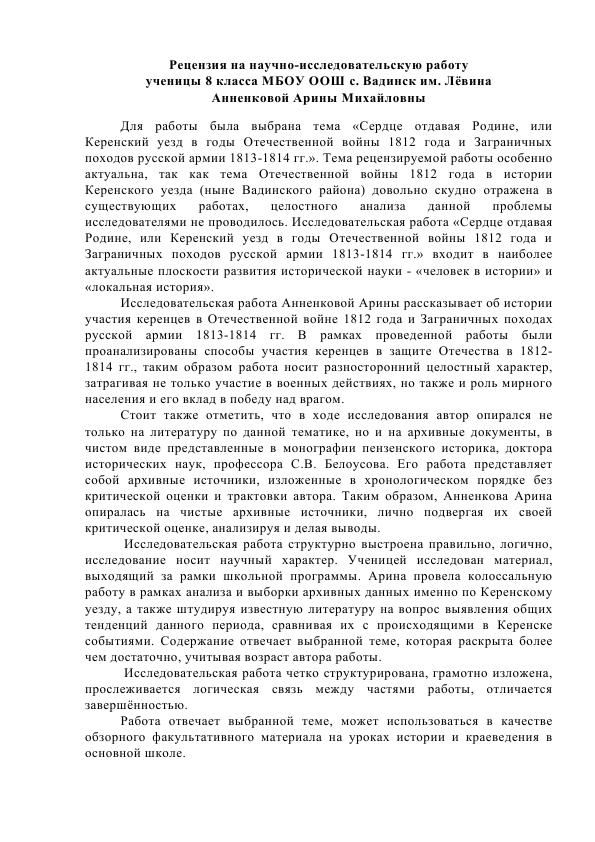 Рецензия на научно-исследовательскую работу
ученицы 8 класса МБОУ ООШ с. Вадинск им. Лёвина
Анненковой Арины Михайловны
Для работы была выбрана тема «Сердце отдавая Родине, или
Керенский уезд в годы Отечественной войны 1812 года и Заграничных
походов русской армии 1813-1814 гг.». Тема рецензируемой работы особенно
актуальна, так как тема Отечественной войны 1812 года в истории
Керенского уезда (ныне Вадинского района) довольно скудно отражена в
существующих работах, целостного анализа данной проблемы
исследователями не проводилось. Исследовательская работа «Сердце отдавая
Родине, или Керенский уезд в годы Отечественной войны 1812 года и
Заграничных походов русской армии 1813-1814 гг.» входит в наиболее
актуальные плоскости развития исторической науки - «человек в истории» и
«локальная история».
Исследовательская работа Анненковой Арины рассказывает об истории
участия керенцев в Отечественной войне 1812 года и Заграничных походах
русской армии 1813-1814 гг. В рамках проведенной работы были
проанализированы способы участия керенцев в защите Отечества в 1812-
1814 гг., таким образом работа носит разносторонний целостный характер,
затрагивая не только участие в военных действиях, но также и роль мирного
населения и его вклад в победу над врагом.
Стоит также отметить, что в ходе исследования автор опирался не
только на литературу по данной тематике, но и на архивные документы, в
чистом виде представленные в монографии пензенского историка, доктора
исторических наук, профессора С.В. Белоусова. Его работа представляет
собой архивные источники, изложенные в хронологическом порядке без
критической оценки и трактовки автора. Таким образом, Анненкова Арина
опиралась на чистые архивные источники, лично подвергая их своей
критической оценке, анализируя и делая выводы.
Исследовательская работа структурно выстроена правильно, логично,
исследование носит научный характер. Ученицей исследован материал,
выходящий за рамки школьной программы. Арина провела колоссальную
работу в рамках анализа и выборки архивных данных именно по Керенскому
уезду, а также штудируя известную литературу на вопрос выявления общих
тенденций данного периода, сравнивая их с происходящими в Керенске
событиями. Содержание отвечает выбранной теме, которая раскрыта более
чем достаточно, учитывая возраст автора работы.
Исследовательская работа четко структурирована, грамотно изложена,
прослеживается логическая связь между частями работы, отличается
завершённостью.
Работа отвечает выбранной теме, может использоваться в качестве
обзорного факультативного материала на уроках истории и краеведения в
основной школе.